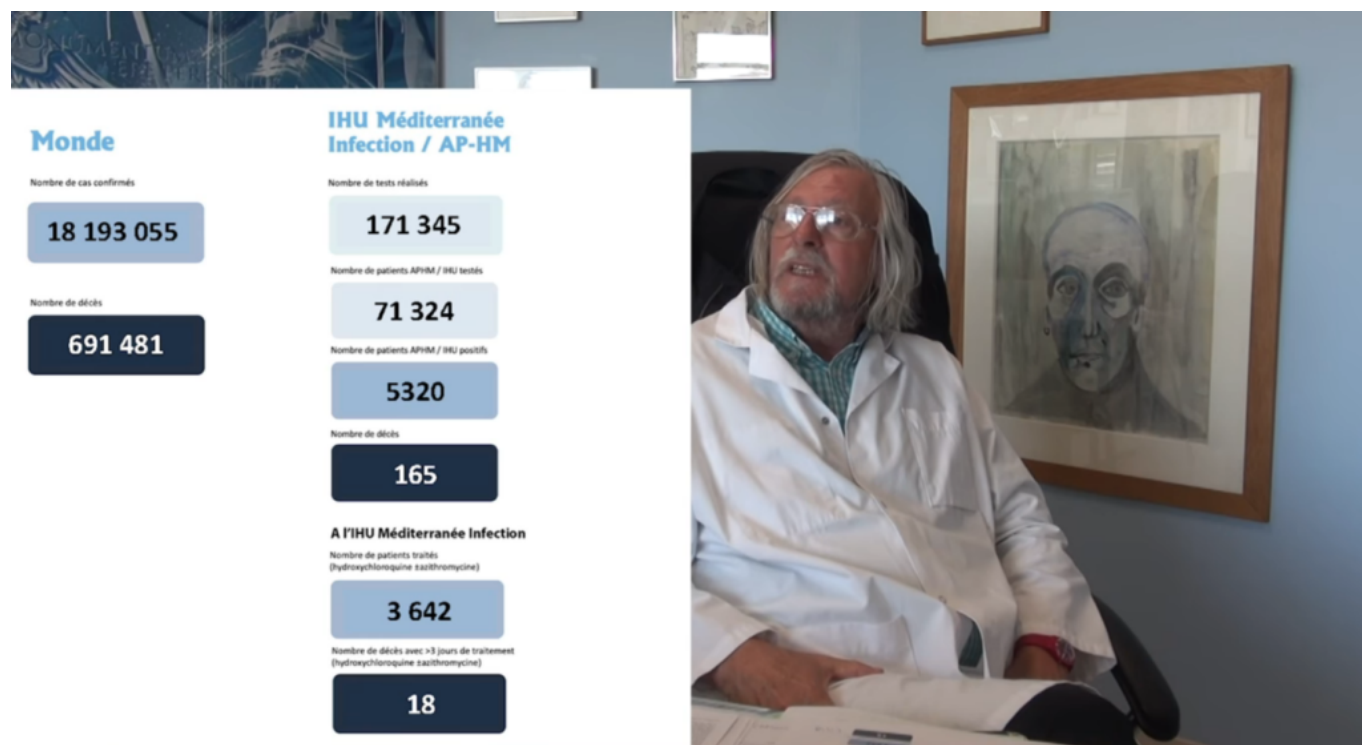 Monde
Nombre de cas confirmés
18 193 055
Nombre de décès
691 481
IHU Méditerranée
Infection / AP-HM
Nombre de tests réalisés
171 345
Nombre de patients APHM / IHU testés
71 324
Nombre de patients APHM / IHU positifs
5320
Nombre de décès
165
A l'IHU Méditerranée Infection
Nombre de patients traités
(hydroxychloroquine ±azithromycine)
3 642
Nombre de décès avec >3 jours de traitement
(hydroxychloroquine ±azithromycine)
18